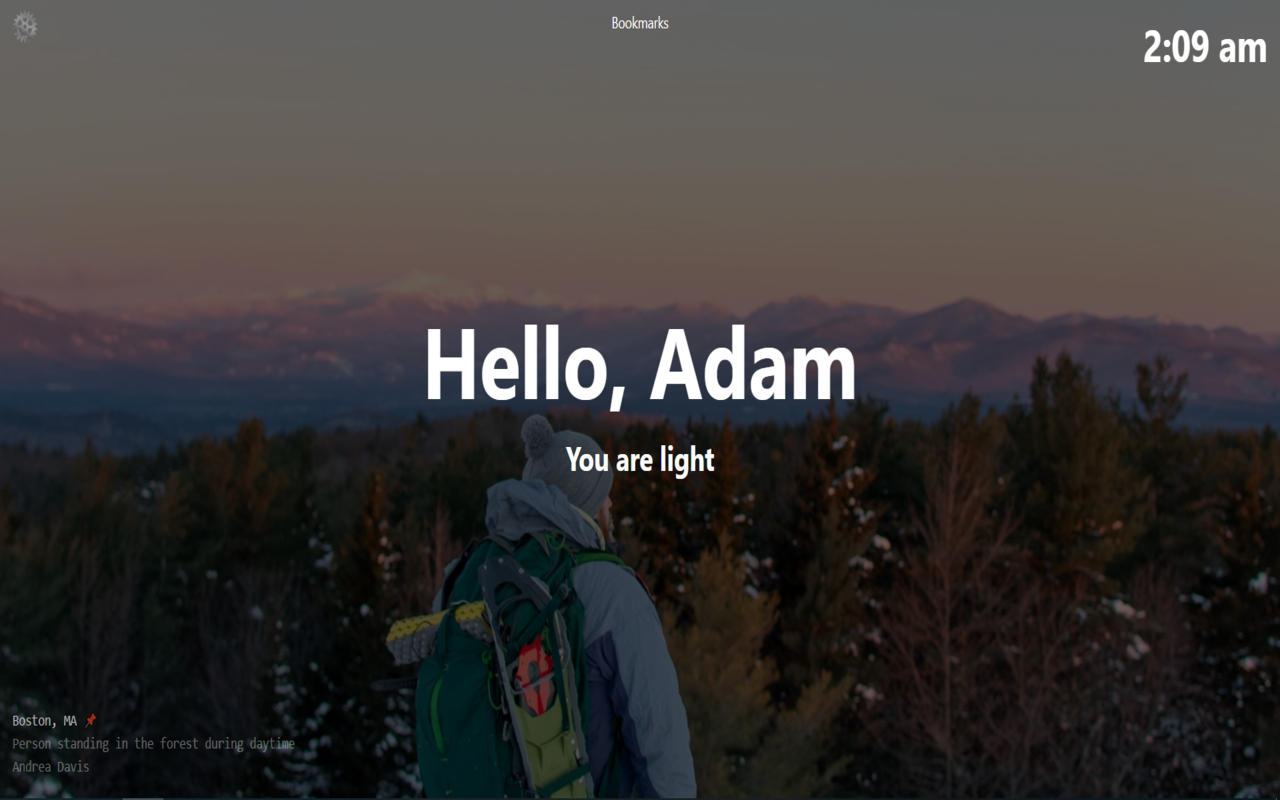 Bookmarks
2:09 am
Hello, Adam
You are light
Boston, MA
Person standing in the forest during daytime
Andrea Davis